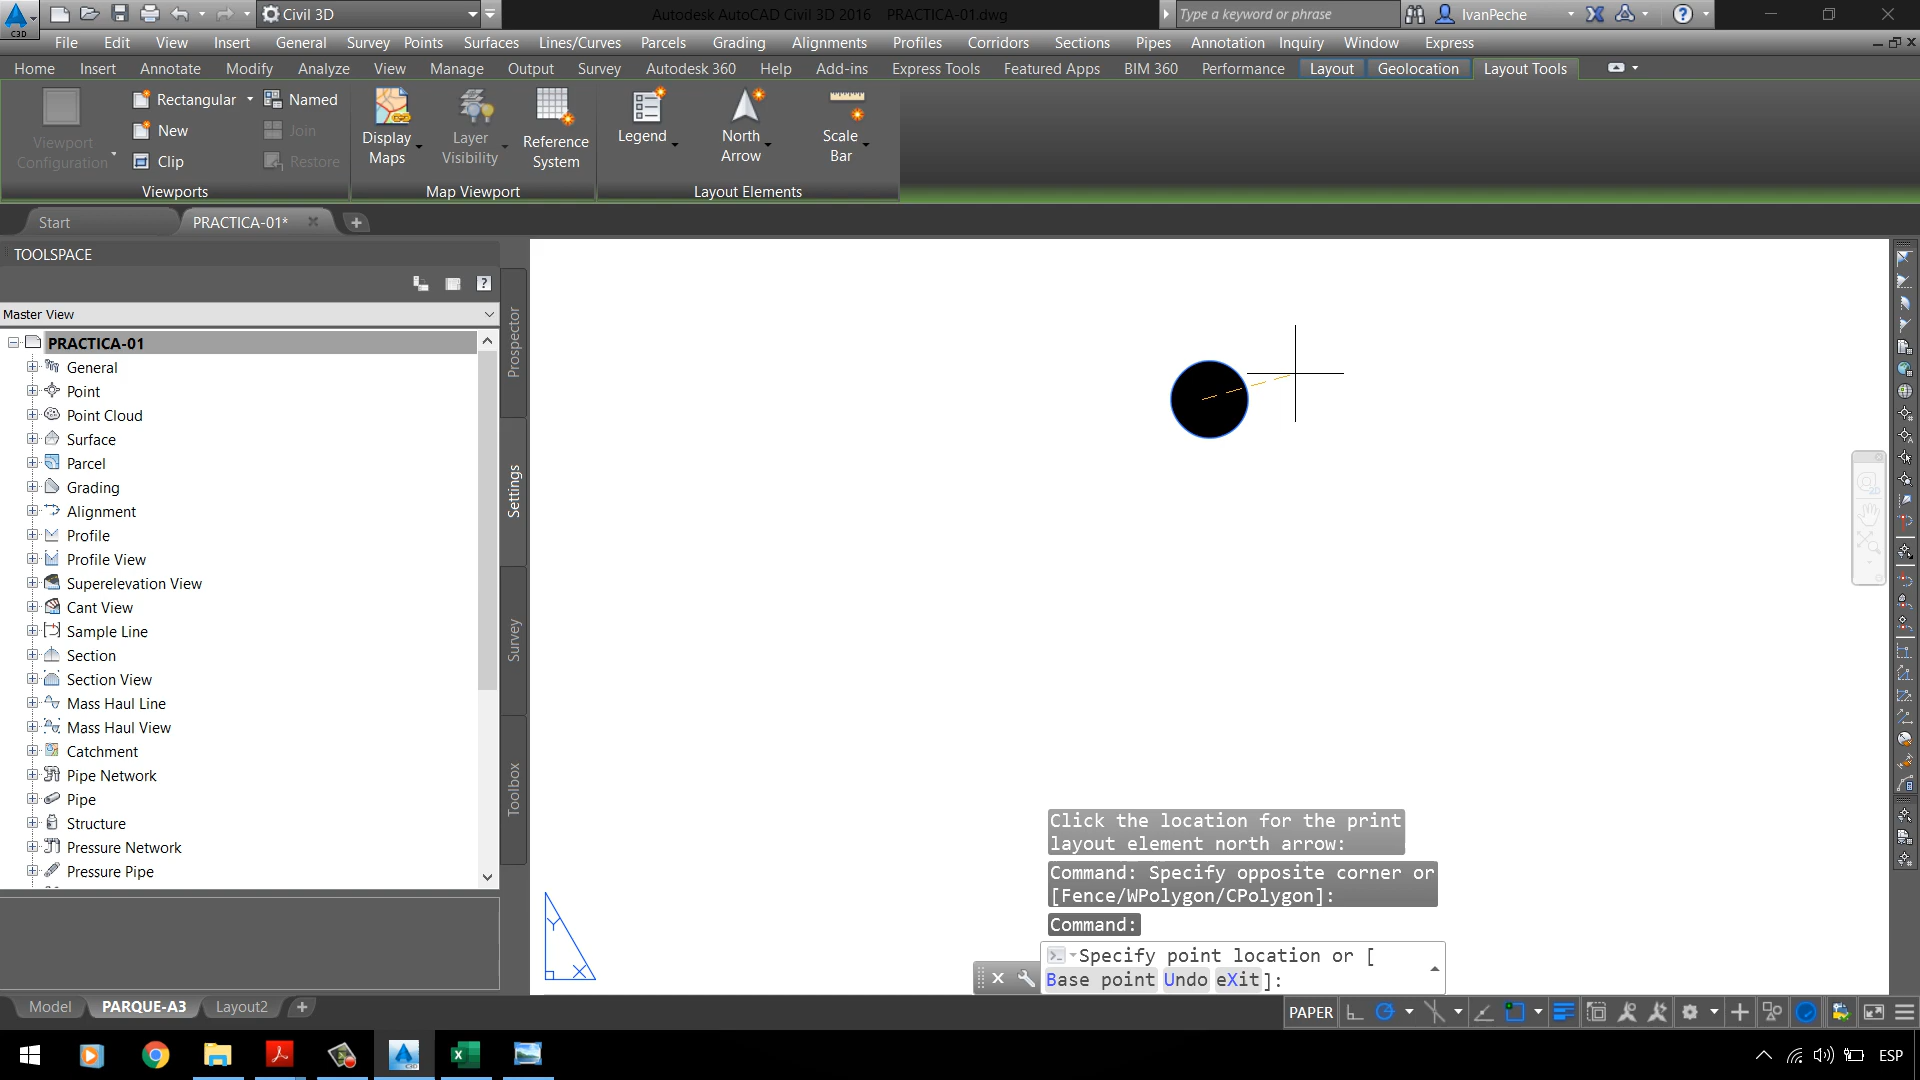 C3D
Civil 3D
Autodesk AutoCAD Civil 3D 2016 PRACTICA-01.dwg
Type a keyword or phrase
IvanPeche
File Edit View Insert General Survey Points Surfaces Lines/Curves Parcels Grading Alignments Profiles Corridors Sections Pipes Annotation Inquiry Window Express
Home Insert Annotate Modify Analyze View Manage Output Survey Autodesk 360 Help Add-ins Express Tools Featured Apps BIM 360 Performance Layout Geolocation Layout Tools
Viewport
Configuration
Rectangular
New
Clip
Named
Join
Restore
Viewports
Display
Maps
Layer
Visibility
Reference
System
Map Viewport
Legend
North
Arrow
Scale
Bar
Layout Elements
Start
PRACTICA-01*
TOOLSPACE
Master View
PRACTICA-01
General
Point
Point Cloud
Surface
Parcel
Grading
Alignment
Profile
Profile View
Superelevation View
Cant View
Sample Line
Section
Section View
Mass Haul Line
Mass Haul View
Catchment
Pipe Network
Pipe
Structure
Pressure Network
Pressure Pipe
Prospector
Settings
Survey
Toolbox
Y
X
Click the location for the print
layout element north arrow:
Command: Specify opposite corner or
[Fence/WPolygon/CPolygon]:
Command:
Specify point location or [
Base point Undo eXit]:
Model PARQUE-A3 Layout2
PAPER
ESP